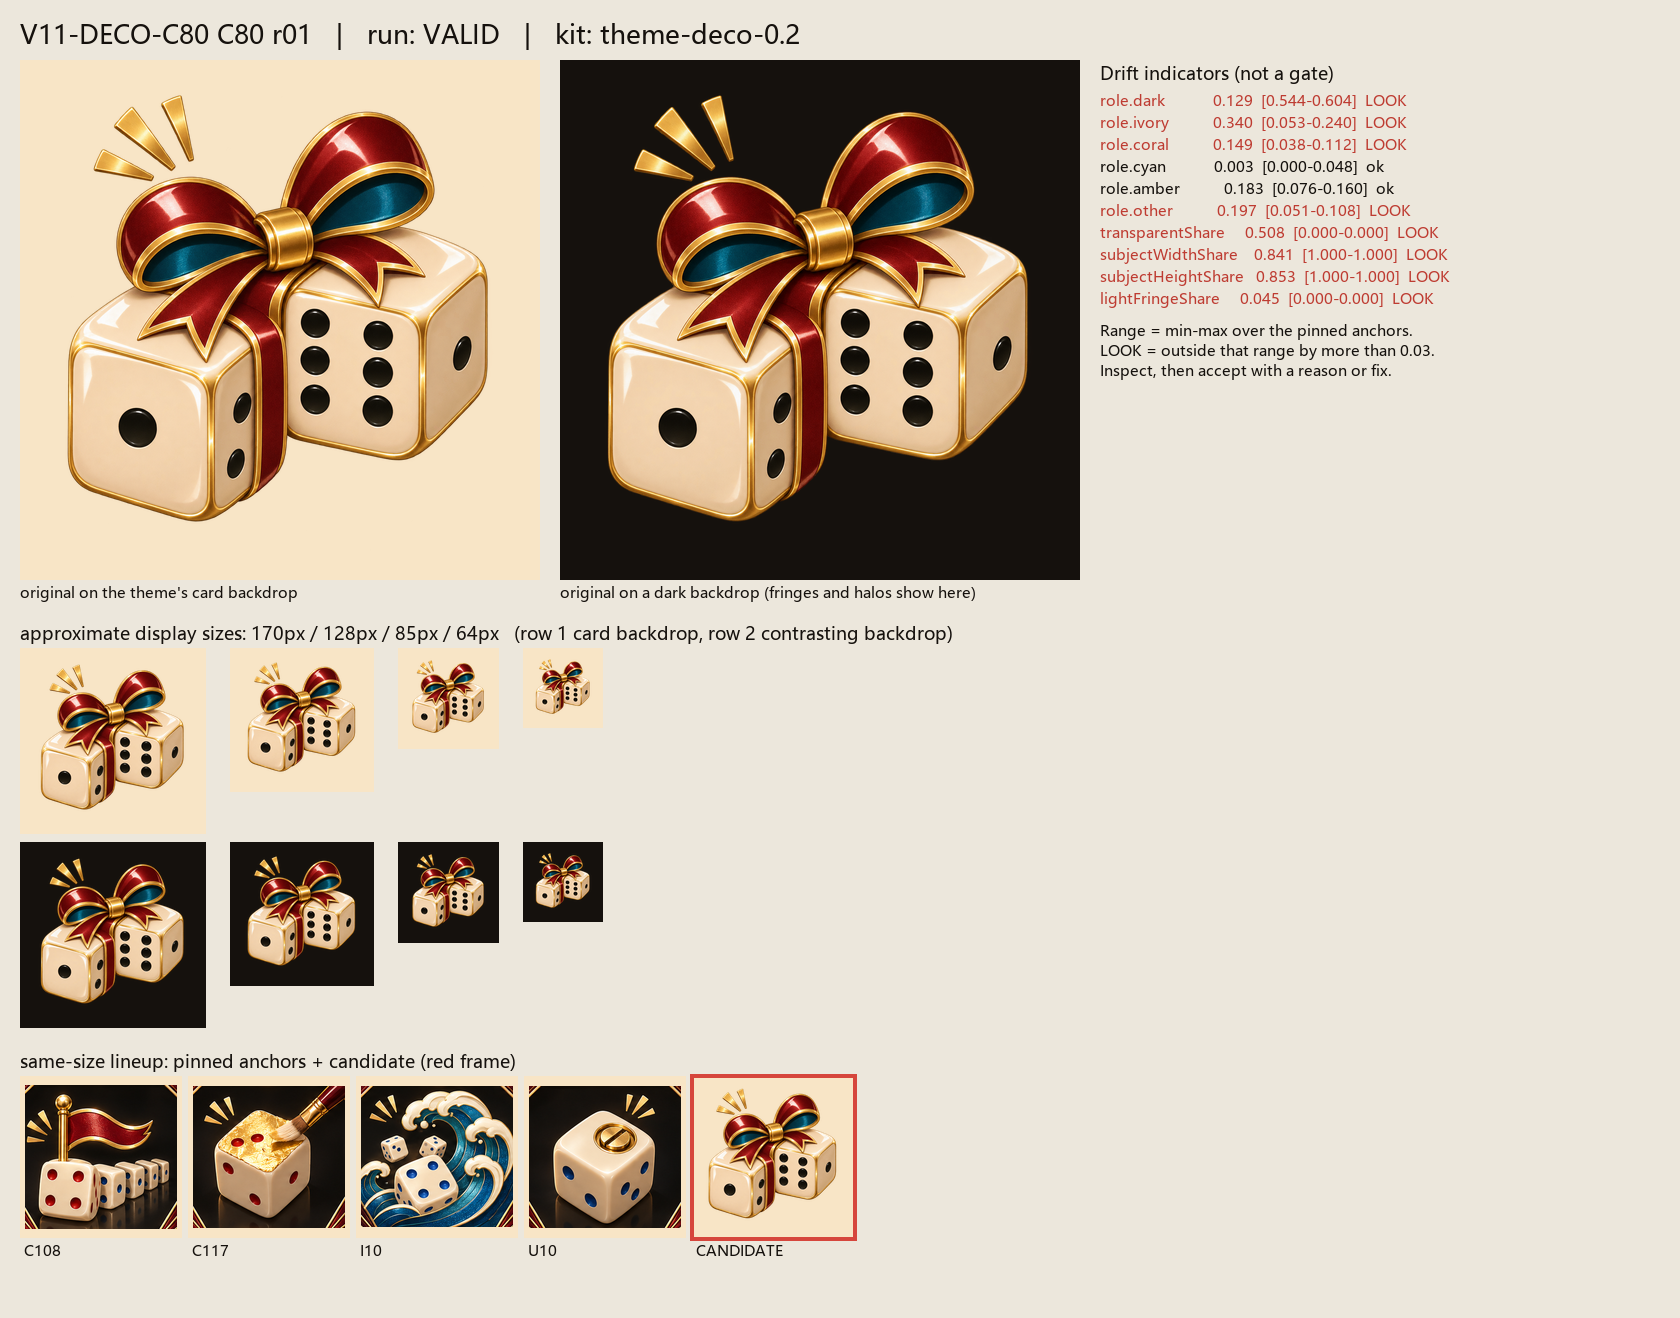 V11-DECO-C80 C80 r01 | run: VALID | kit: theme-deco-0.2
Drift indicators (not a gate)
role.dark 0.129 [0.544-0.604] LOOK
role.ivory 0.340 [0.053-0.240] LOOK
role.coral 0.149 [0.038-0.112] LOOK
role.cyan 0.003 [0.000-0.048] ok
role.amber 0.183 [0.076-0.160] ok
role.other 0.197 [0.051-0.108] LOOK
transparentShare 0.508 [0.000-0.000] LOOK
subjectWidthShare 0.841 [1.000-1.000] LOOK
subjectHeightShare 0.853 [1.000-1.000] LOOK
lightFringeShare 0.045 [0.000-0.000] LOOK
Range = min-max over the pinned anchors.
LOOK = outside that range by more than 0.03.
Inspect, then accept with a reason or fix.
original on the theme's card backdrop
original on a dark backdrop (fringes and halos show here)
approximate display sizes: 170px / 128px / 85px / 64px (row 1 card backdrop, row 2 contrasting backdrop)
same-size lineup: pinned anchors + candidate (red frame)
C108
C117
I10
U10
CANDIDATE